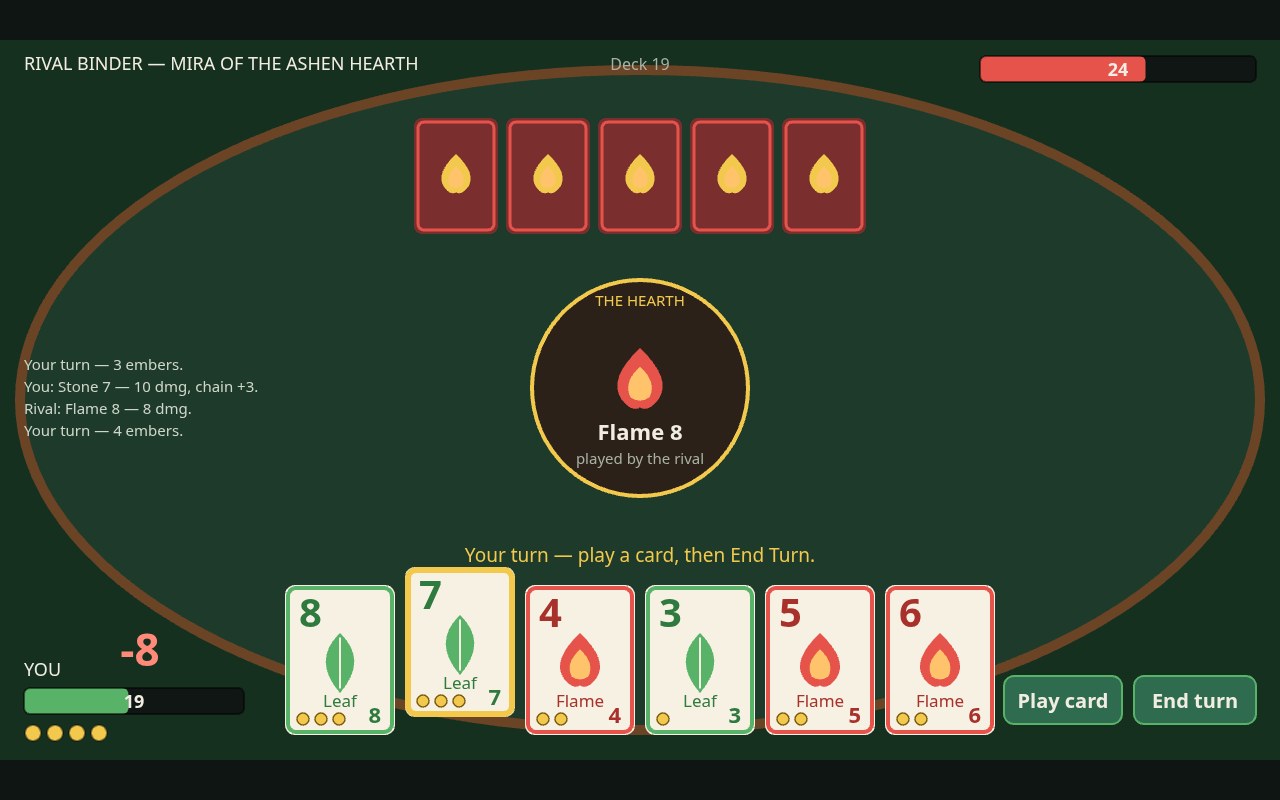 RIVAL BINDER — MIRA OF THE ASHEN HEARTH
Deck 19
24
THE HEARTH
Flame 8
played by the rival
Your turn — 3 embers.
You: Stone 7 — 10 dmg, chain +3.
Rival: Flame 8 — 8 dmg.
Your turn — 4 embers.
Your turn — play a card, then End Turn.
-8
YOU
19
8
Leaf
8
7
Leaf
7
4
Flame
4
3
Leaf
3
5
Flame
5
6
Flame
6
Play card
End turn